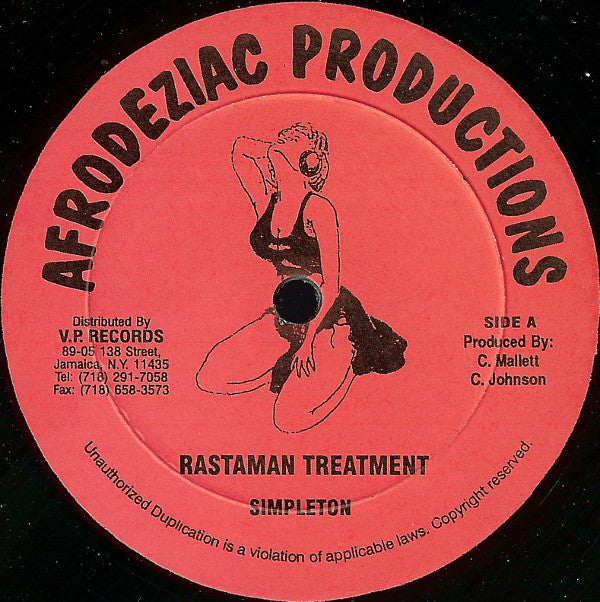 AFRODEZIAC PRODUCTIONS
Distributed By
V.P. RECORDS
89-05 138 Street,
Jamaica, N.Y. 11435
Tel: (718) 291-7058
Fax: (718) 658-3573
SIDE A
Produced By:
C. Mallett
C. Johnson
RASTAMAN TREATMENT
SIMPLETON
Unauthorized Duplication is a violation of applicable laws. Copyright reserved.